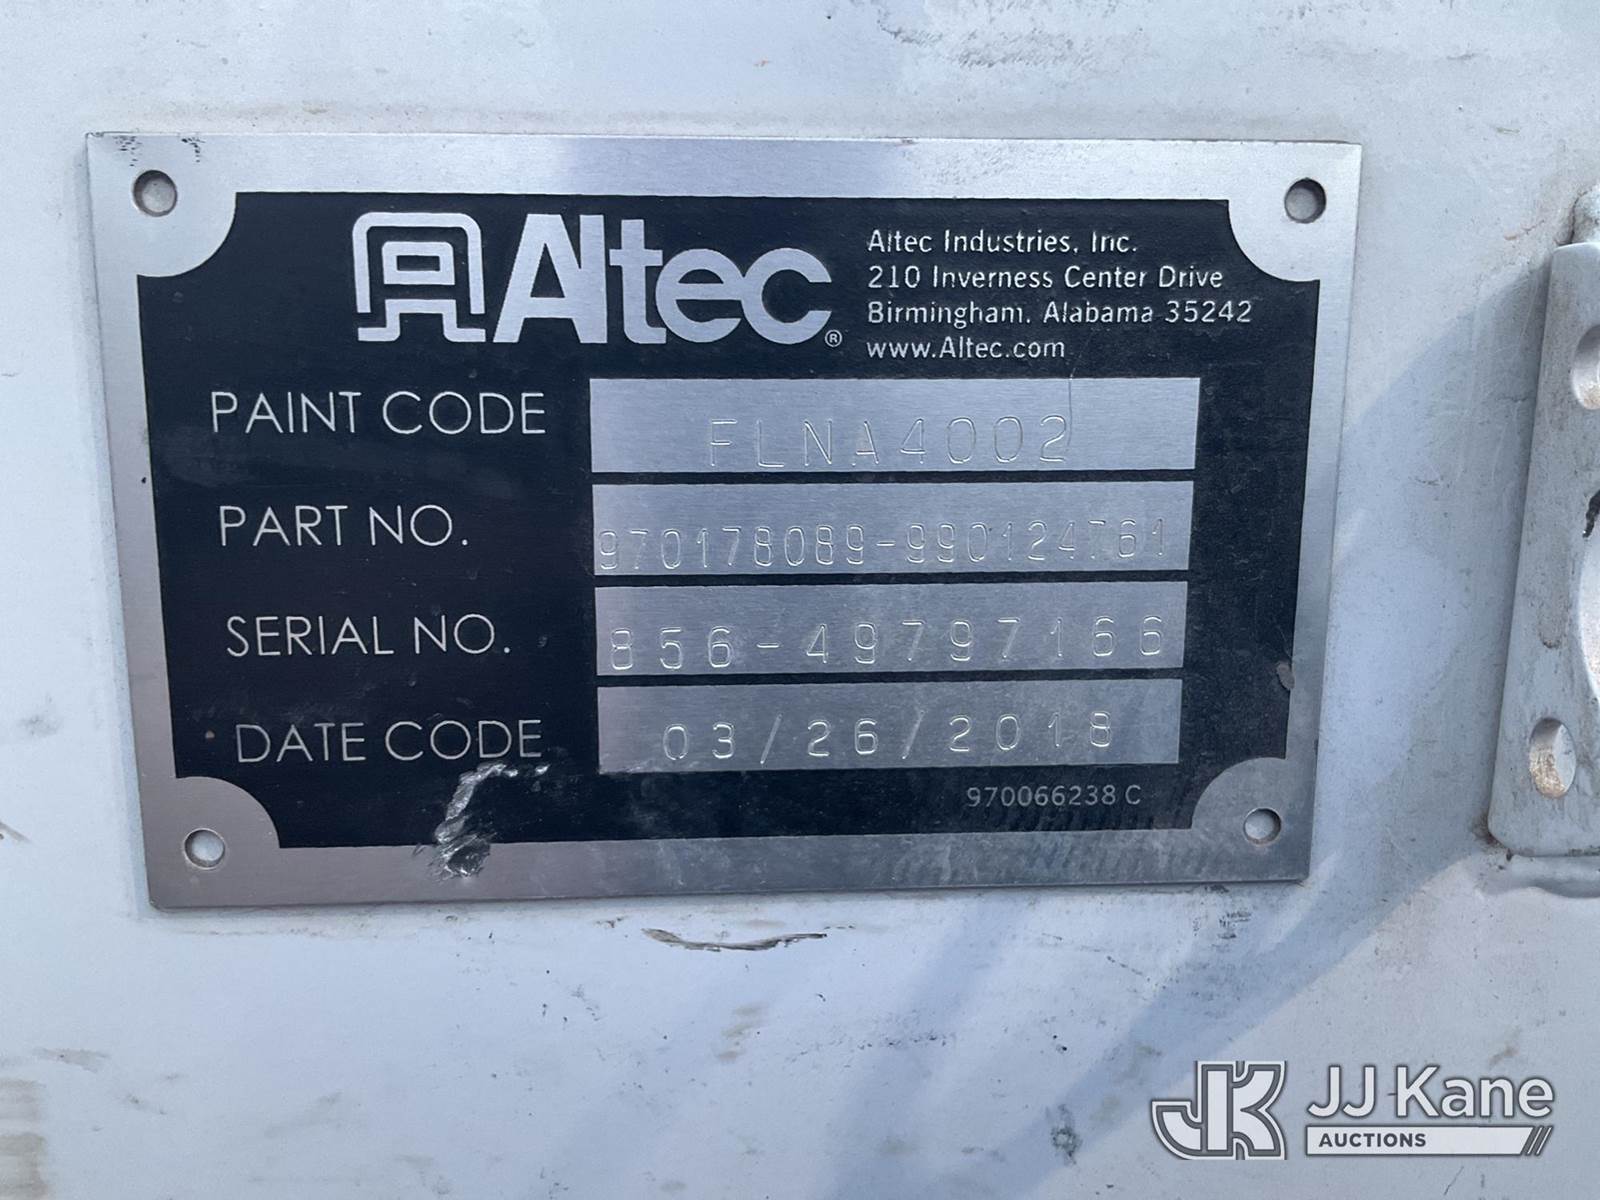 Altec®
Altec Industries, Inc.
210 Inverness Center Drive
Birmingham, Alabama 35242
www.Altec.com
PAINT CODE FLNA4002
PART NO. 970178089-990124761
SERIAL NO. 856-49797166
DATE CODE 03/26/2018
970066238 C
JK JJ Kane
AUCTIONS